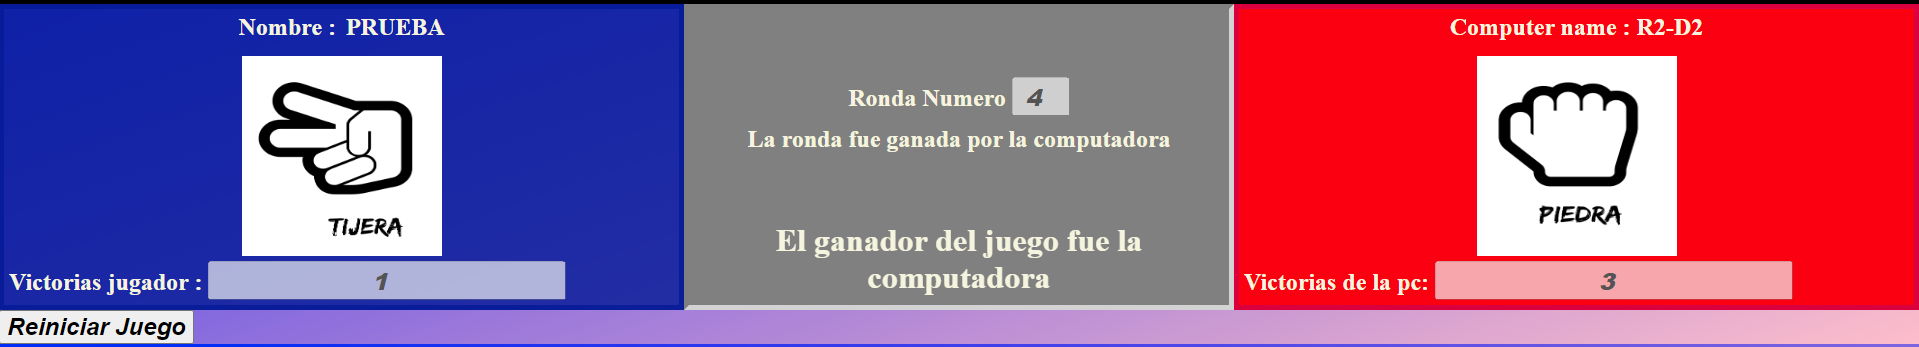 Nombre : PRUEBA
TIJERA
Victorias jugador : 1
Ronda Numero 4
La ronda fue ganada por la computadora
El ganador del juego fue la
computadora
Computer name : R2-D2
PIEDRA
Victorias de la pc: 3
Reiniciar Juego